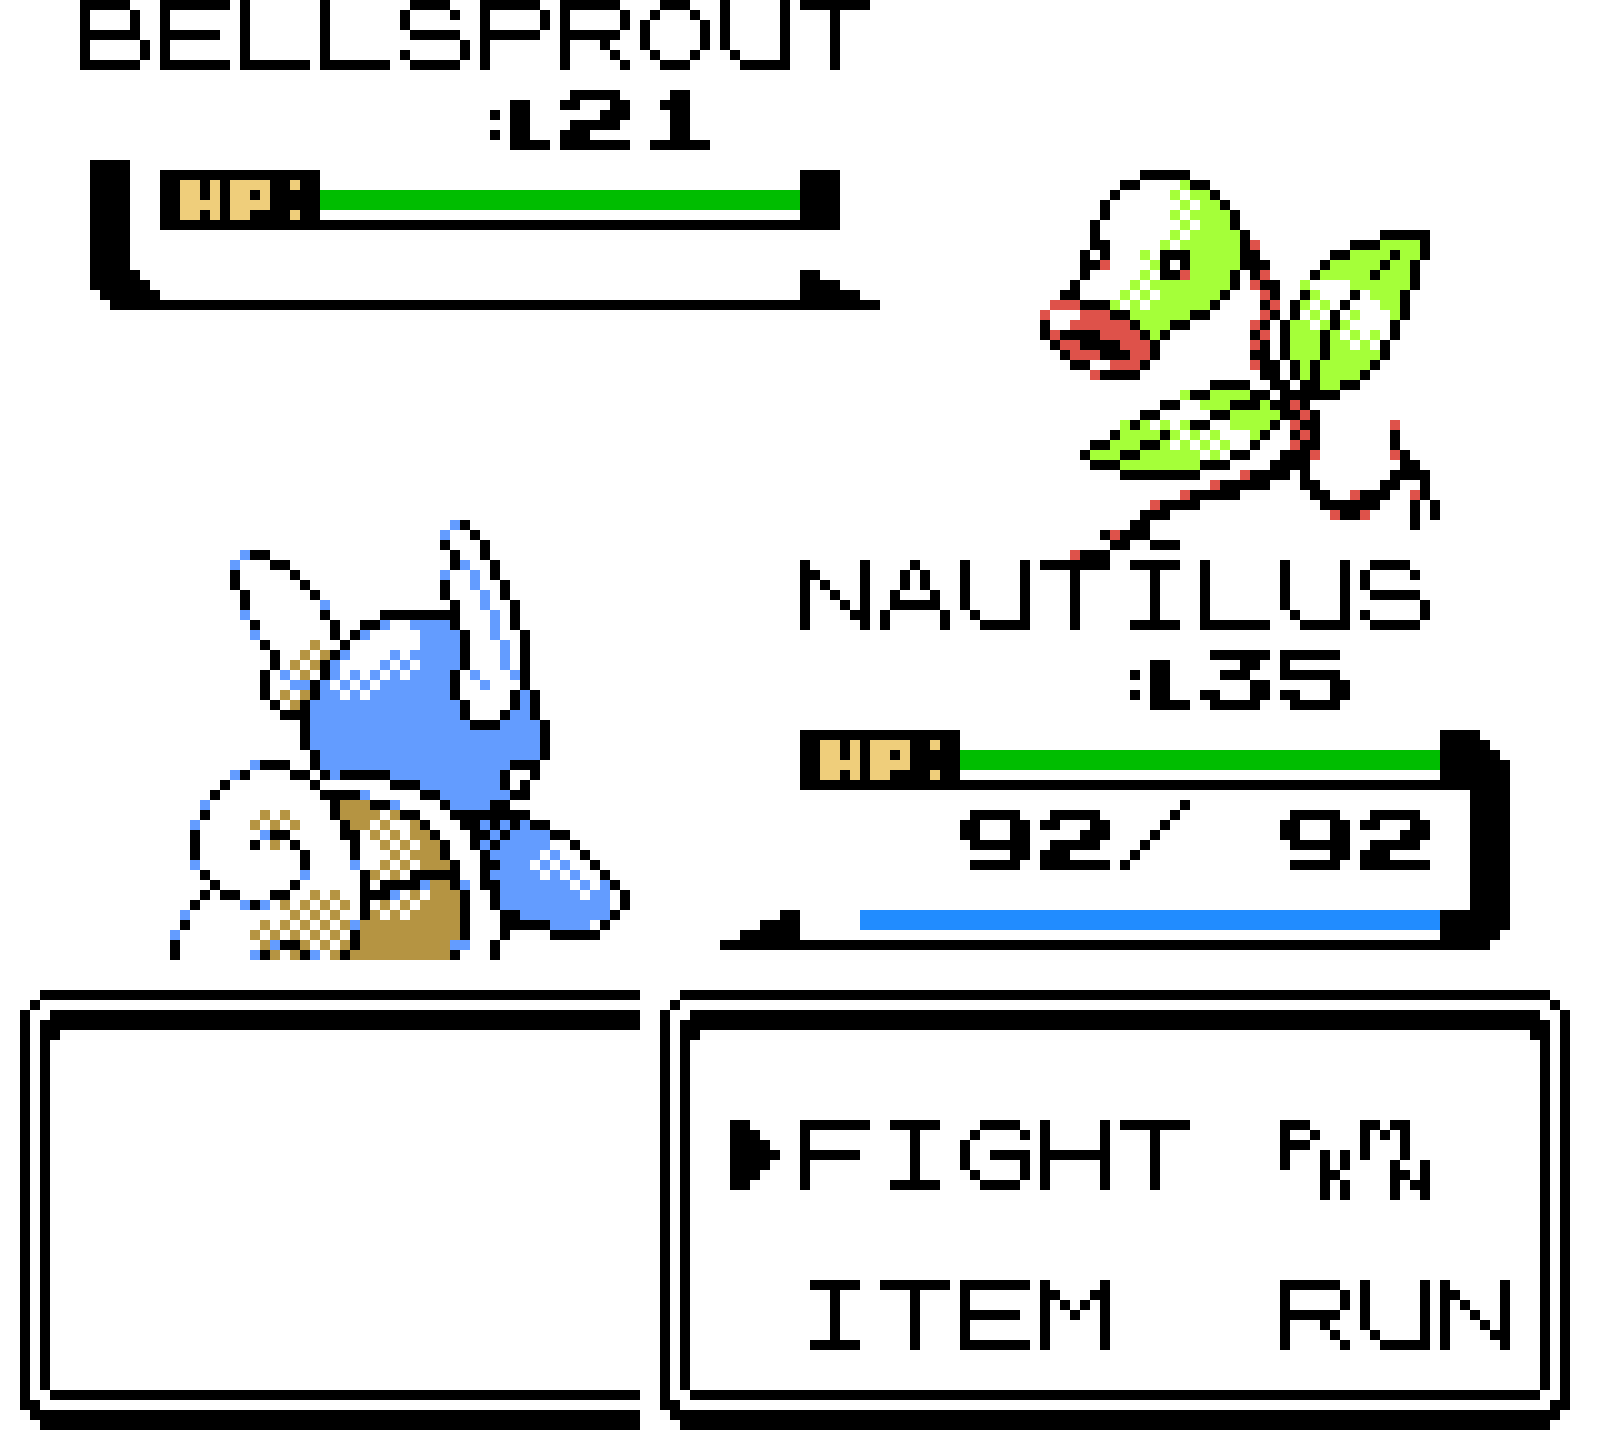 BELLSPROUT
:L21
HP:
NAUTILUS
:L35
HP:
92/ 92
FIGHT PKMN
ITEM RUN